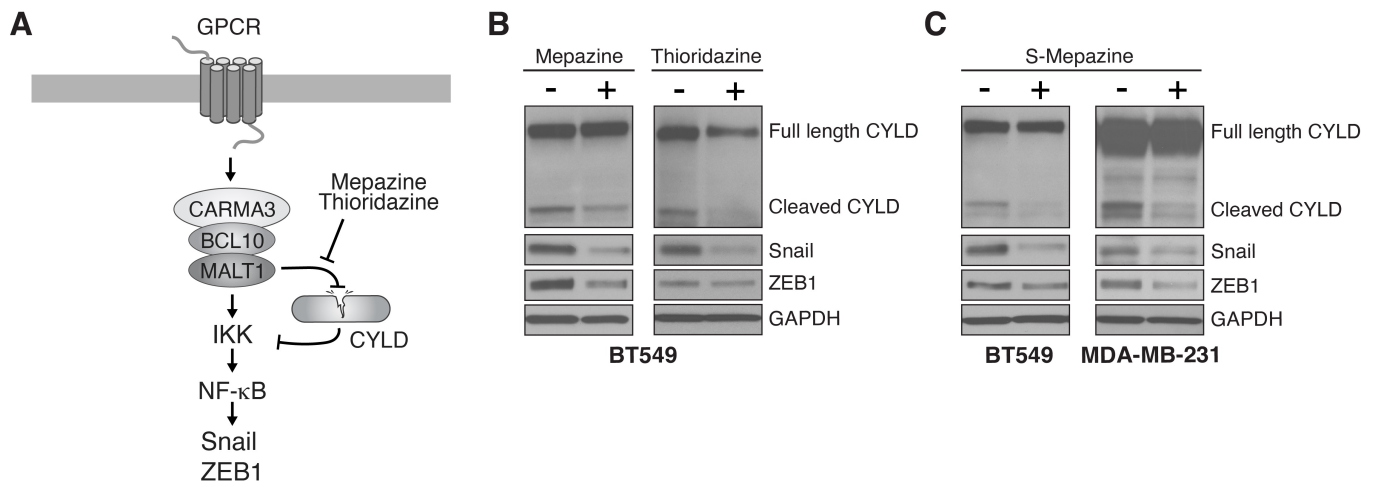 A
GPCR
CARMA3
BCL10
MALT1
Mepazine
Thioridazine
IKK
CYLD
NF-κB
Snail
ZEB1
B
Mepazine Thioridazine
- + - +
Full length CYLD
Cleaved CYLD
Snail
ZEB1
GAPDH
BT549
C
S-Mepazine
- + - +
Full length CYLD
Cleaved CYLD
Snail
ZEB1
GAPDH
BT549 MDA-MB-231